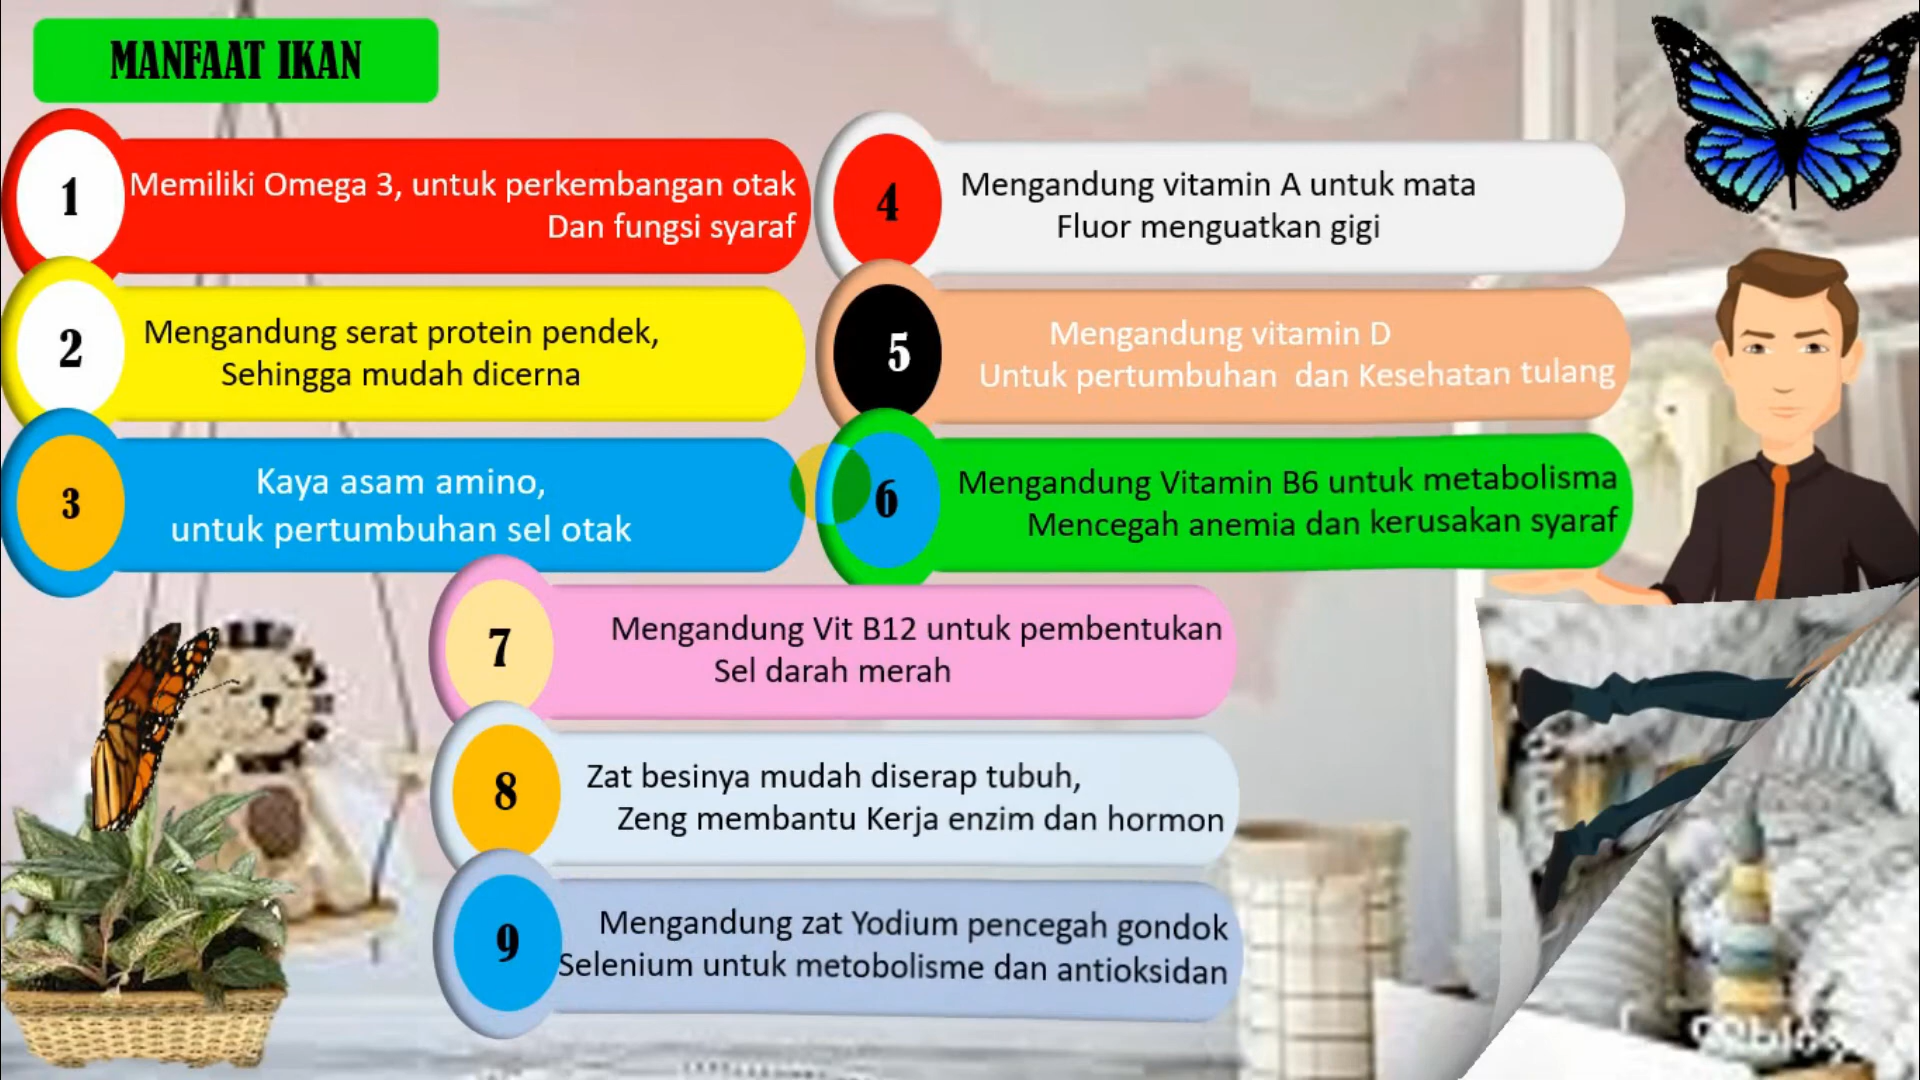 MANFAAT IKAN
1
Memiliki Omega 3, untuk perkembangan otak
Dan fungsi syaraf
2
Mengandung serat protein pendek,
Sehingga mudah dicerna
3
Kaya asam amino,
untuk pertumbuhan sel otak
4
Mengandung vitamin A untuk mata
Fluor menguatkan gigi
5
Mengandung vitamin D
Untuk pertumbuhan dan Kesehatan tulang
6
Mengandung Vitamin B6 untuk metabolisma
Mencegah anemia dan kerusakan syaraf
7
Mengandung Vit B12 untuk pembentukan
Sel darah merah
8
Zat besinya mudah diserap tubuh,
Zeng membantu Kerja enzim dan hormon
9
Mengandung zat Yodium pencegah gondok
Selenium untuk metobolisme dan antioksidan